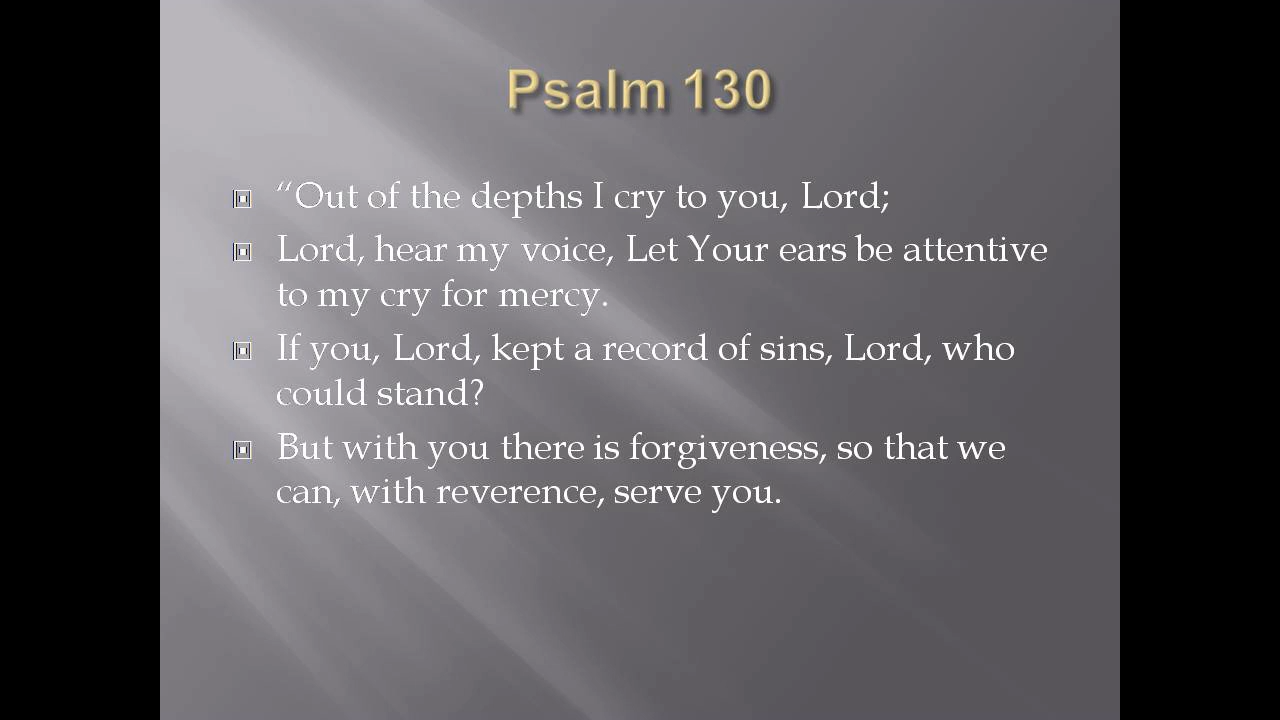 Psalm 130
“Out of the depths I cry to you, Lord;
Lord, hear my voice, Let Your ears be attentive
to my cry for mercy.
If you, Lord, kept a record of sins, Lord, who
could stand?
But with you there is forgiveness, so that we
can, with reverence, serve you.